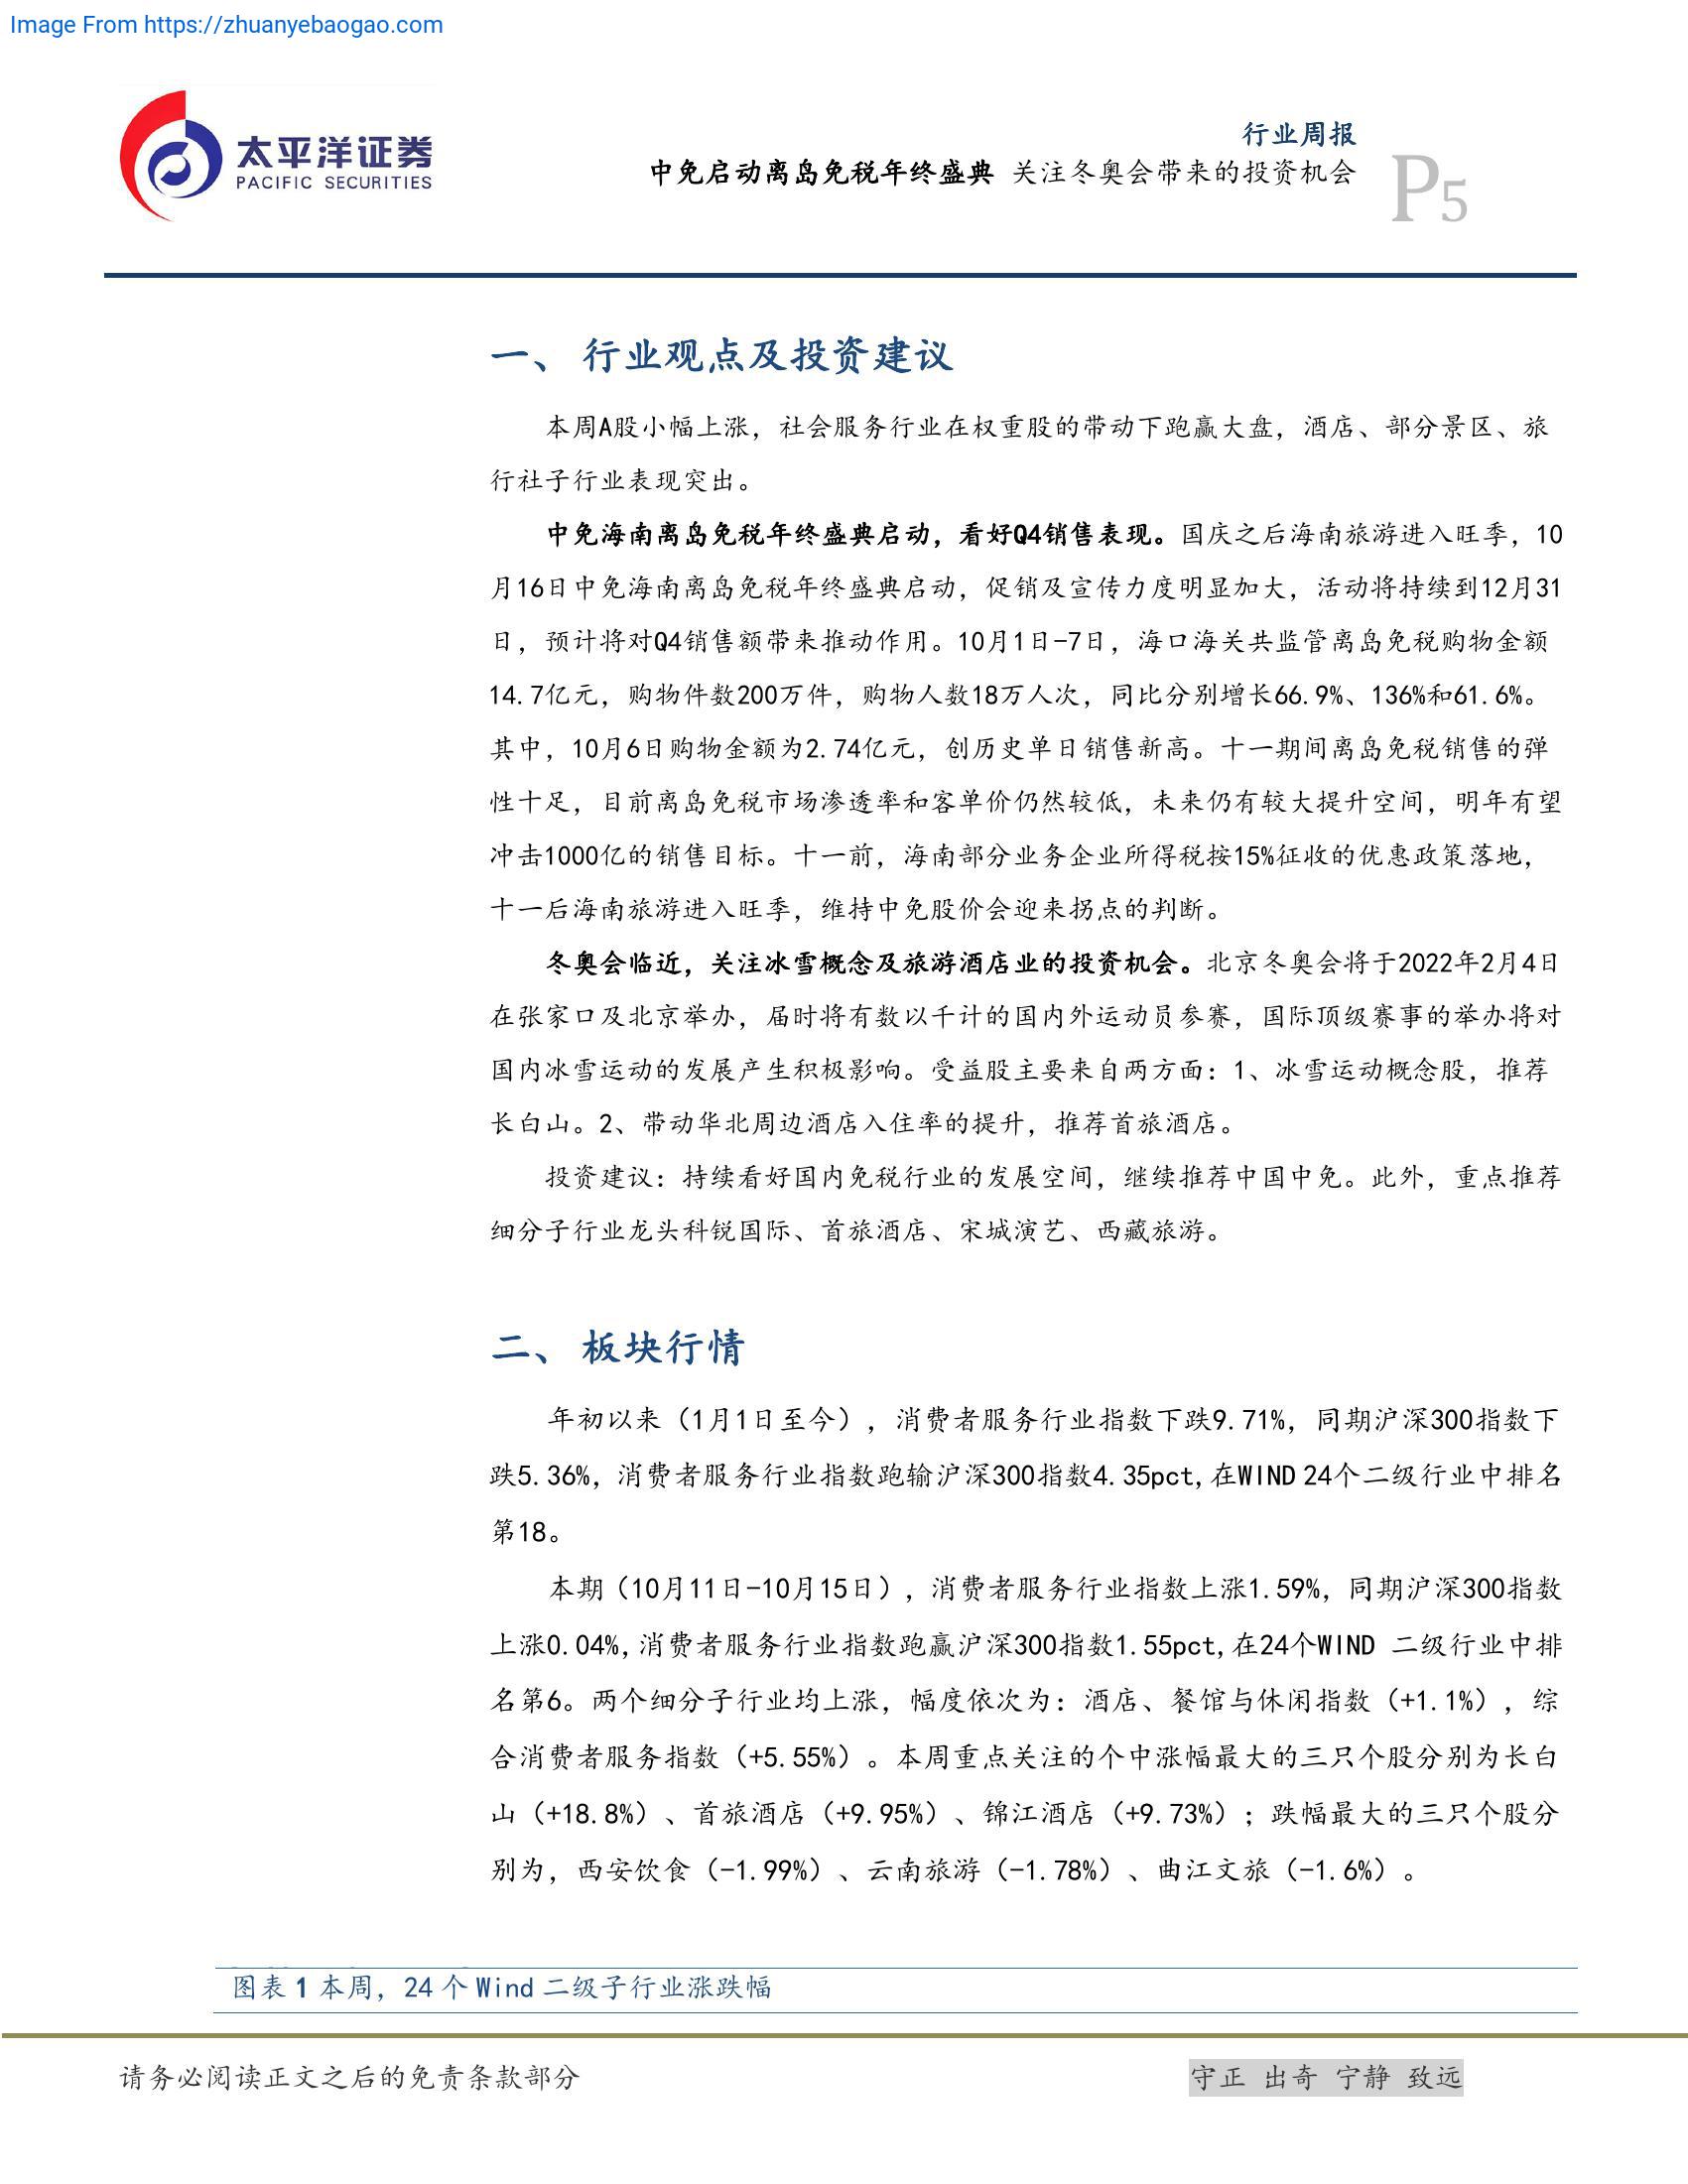 Image From https://zhuanyebaogao.com
太平洋证券
PACIFIC SECURITIES
行业周报
中免启动离岛免税年终盛典 关注冬奥会带来的投资机会
P5
一、 行业观点及投资建议
本周A股小幅上涨，社会服务行业在权重股的带动下跑赢大盘，酒店、部分景区、旅
行社子行业表现突出。
中免海南离岛免税年终盛典启动，看好Q4销售表现。国庆之后海南旅游进入旺季，10
月16日中免海南离岛免税年终盛典启动，促销及宣传力度明显加大，活动将持续到12月31
日，预计将对Q4销售额带来推动作用。10月1日-7日，海口海关共监管离岛免税购物金额
14.7亿元，购物件数200万件，购物人数18万人次，同比分别增长66.9%、136%和61.6%。
其中，10月6日购物金额为2.74亿元，创历史单日销售新高。十一期间离岛免税销售的弹
性十足，目前离岛免税市场渗透率和客单价仍然较低，未来仍有较大提升空间，明年有望
冲击1000亿的销售目标。十一前，海南部分业务企业所得税按15%征收的优惠政策落地，
十一后海南旅游进入旺季，维持中免股价会迎来拐点的判断。
冬奥会临近，关注冰雪概念及旅游酒店业的投资机会。北京冬奥会将于2022年2月4日
在张家口及北京举办，届时将有数以千计的国内外运动员参赛，国际顶级赛事的举办将对
国内冰雪运动的发展产生积极影响。受益股主要来自两方面：1、冰雪运动概念股，推荐
长白山。2、带动华北周边酒店入住率的提升，推荐首旅酒店。
投资建议：持续看好国内免税行业的发展空间，继续推荐中国中免。此外，重点推荐
细分子行业龙头科锐国际、首旅酒店、宋城演艺、西藏旅游。
二、 板块行情
年初以来（1月1日至今），消费者服务行业指数下跌9.71%，同期沪深300指数下
跌5.36%，消费者服务行业指数跑输沪深300指数4.35pct,在WIND 24个二级行业中排名
第18。
本期（10月11日-10月15日），消费者服务行业指数上涨1.59%，同期沪深300指数
上涨0.04%,消费者服务行业指数跑赢沪深300指数1.55pct,在24个WIND 二级行业中排
名第6。两个细分子行业均上涨，幅度依次为：酒店、餐馆与休闲指数（+1.1%），综
合消费者服务指数（+5.55%）。本周重点关注的个中涨幅最大的三只个股分别为长白
山（+18.8%）、首旅酒店（+9.95%）、锦江酒店（+9.73%）；跌幅最大的三只个股分
别为，西安饮食（-1.99%）、云南旅游（-1.78%）、曲江文旅（-1.6%）。
图表 1 本周，24 个 Wind 二级子行业涨跌幅
请务必阅读正文之后的免责条款部分
守正 出奇 宁静 致远